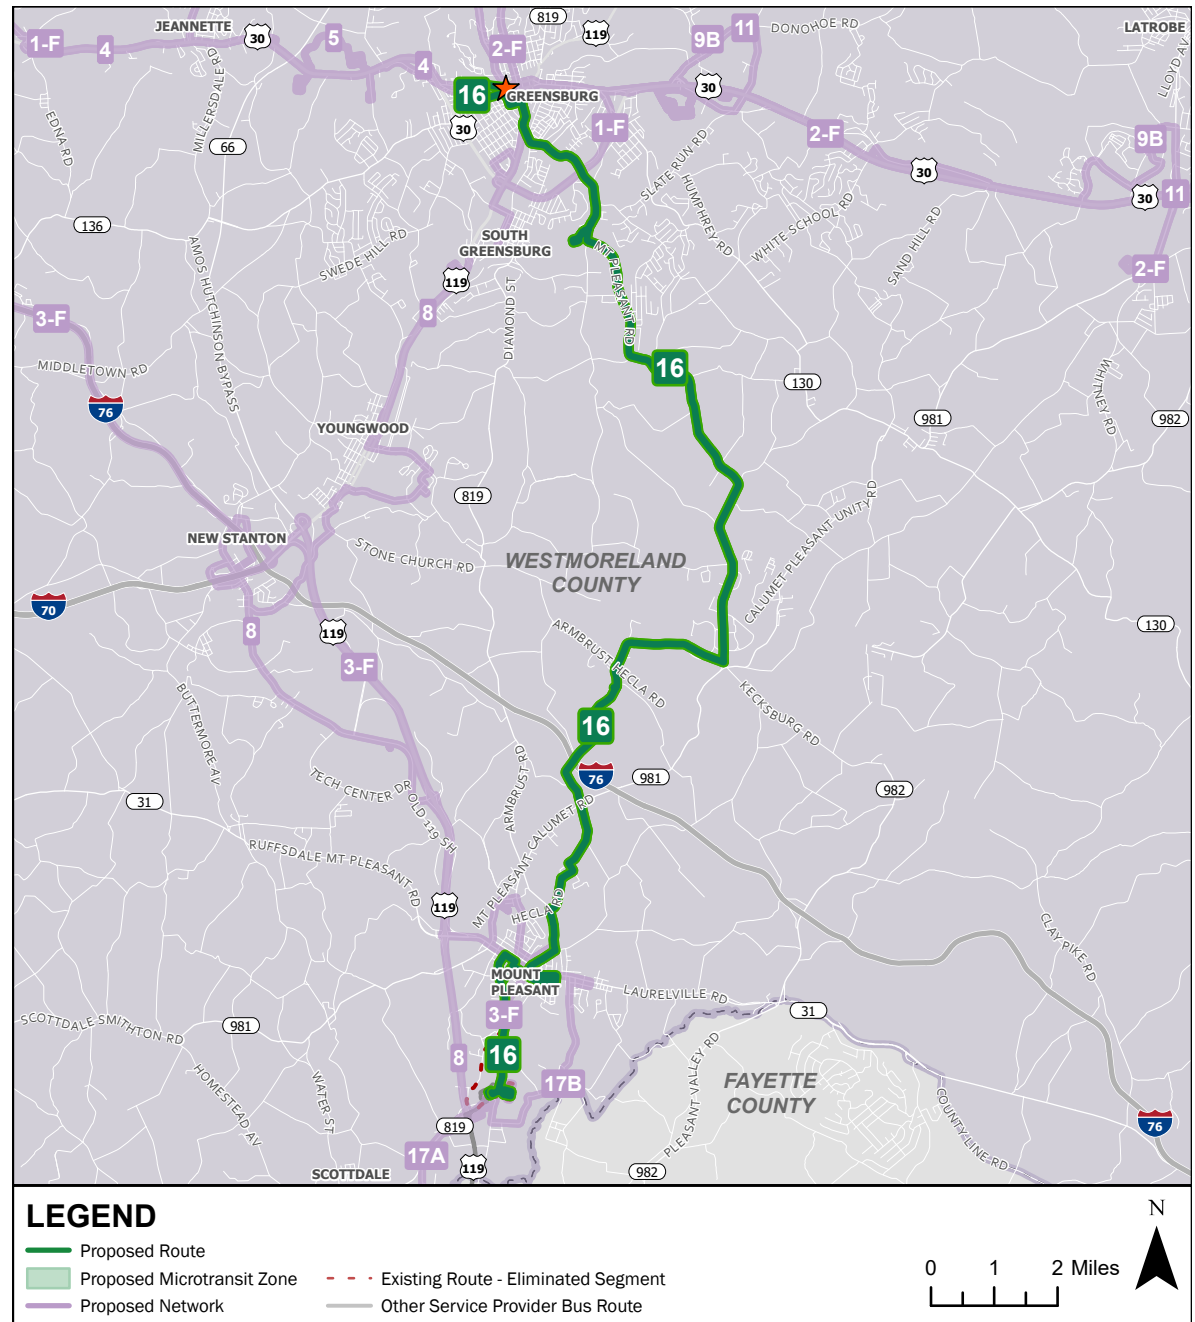 819
119
DONOHOE RD
JEANNETTE
LATROBE
1-F
4
30
5
2-F
9B
11
4
LLOYD AV
16
GREENSBURG
30
30
MILLERSDALE RD
EDNA RD
1-F
2-F
9B
66
SLATE RUN RD
HUMPHREY RD
30
30
11
WHITE SCHOOL RD
136
SAND HILL RD
SOUTH
GREENSBURG
SWEDE HILL RD
AMOS HUTCHINSON BYPASS
MT PLEASANT RD
2-F
119
8
3-F
DIAMOND ST
MIDDLETOWN RD
16
130
WHITNEY RD
76
981
982
YOUNGWOOD
819
CALUMET PLEASANT UNITY RD
NEW STANTON
STONE CHURCH RD
WESTMORELAND
COUNTY
70
8
119
130
ARMBRUST HECLA RD
3-F
KECKSBURG RD
BUTTERMORE AV
16
76
981
ARMBRUST RD
982
TECH CENTER DR
31
OLD 119 SH
MT PLEASANT CALUMET RD
RUFFSDALE MT PLEASANT RD
119
HECLA RD
CLAY PIKE RD
MOUNT
PLEASANT
LAURELVILLE RD
3-F
31
SCOTTDALE SMITHTON RD
981
8
16
PLEASANT VALLEY RD
17B
FAYETTE
COUNTY
HOMESTEAD AV
WATER ST
COUNTY LINE RD
819
76
17A
119
SCOTTDALE
982
LEGEND
Proposed Route
Proposed Microtransit Zone
Existing Route - Eliminated Segment
Proposed Network
Other Service Provider Bus Route
0 1 2 Miles
N